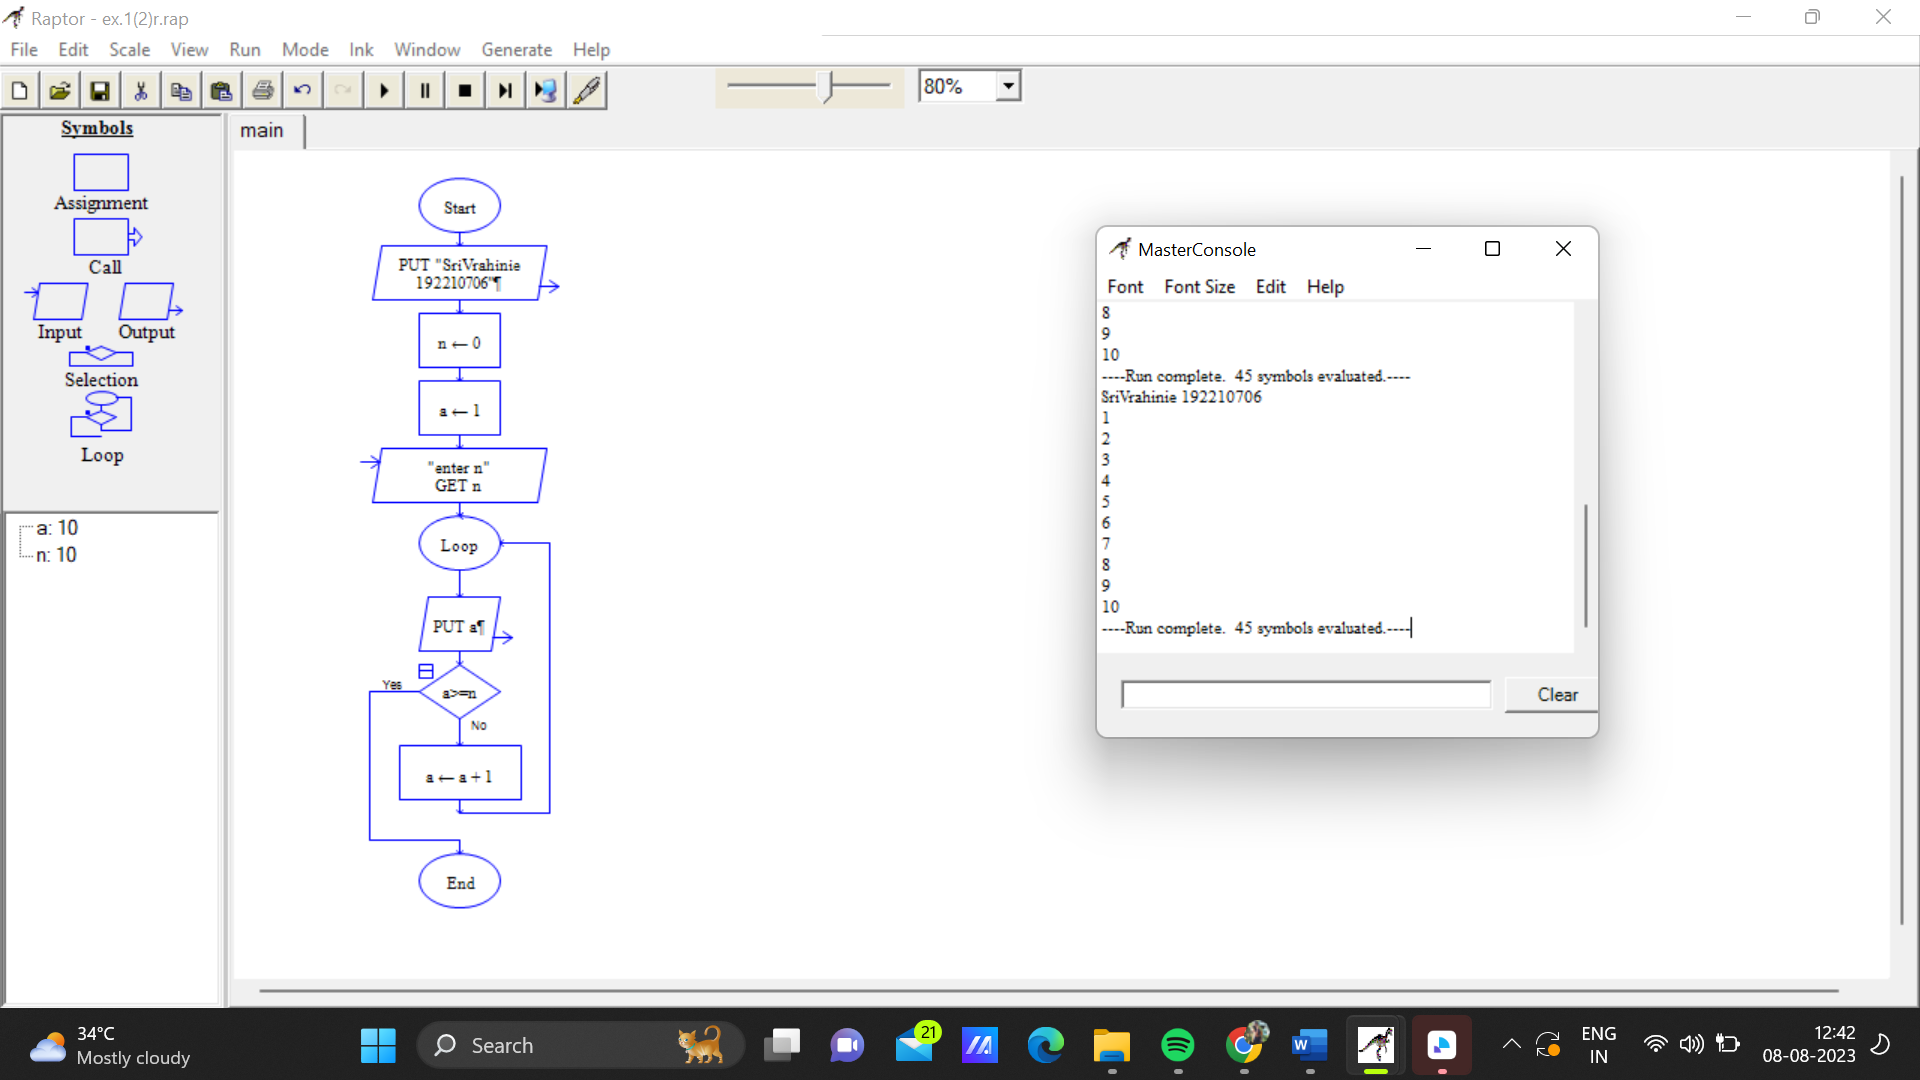 Raptor - ex.1(2)r.rap
File Edit Scale View Run Mode Ink Window Generate Help
80%
Symbols
Assignment
Call
Input Output
Selection
Loop
a: 10
n: 10
main
Start
PUT "SriVrahinie
192210706"¶
n ← 0
a ← 1
"enter n"
GET n
Loop
PUT a¶
Yes
a>=n
No
a ← a + 1
End
MasterConsole
Font Font Size Edit Help
8
9
10
----Run complete. 45 symbols evaluated.----
SriVrahinie 192210706
1
2
3
4
5
6
7
8
9
10
----Run complete. 45 symbols evaluated.----
Clear
34°C
Mostly cloudy
Search
21
W
ENG
IN
12:42
08-08-2023